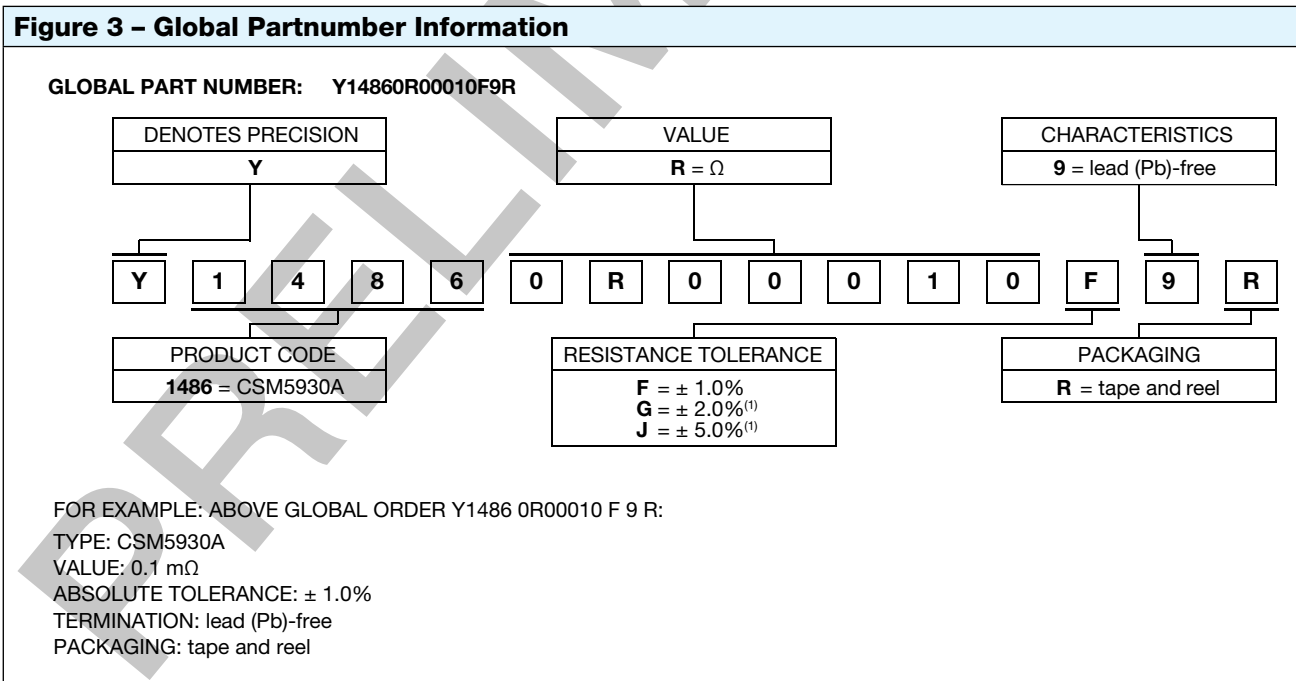 Figure 3 – Global Partnumber Information
GLOBAL PART NUMBER: Y14860R00010F9R
DENOTES PRECISION
Y
VALUE
R = Ω
CHARACTERISTICS
9 = lead (Pb)-free
Y 1 4 8 6 0 R 0 0 0 1 0 F 9 R
PRODUCT CODE
1486 = CSM5930A
RESISTANCE TOLERANCE
F = ± 1.0%
G = ± 2.0%(1)
J = ± 5.0%(1)
PACKAGING
R = tape and reel
FOR EXAMPLE: ABOVE GLOBAL ORDER Y1486 0R00010 F 9 R:
TYPE: CSM5930A
VALUE: 0.1 mΩ
ABSOLUTE TOLERANCE: ± 1.0%
TERMINATION: lead (Pb)-free
PACKAGING: tape and reel
PRELIM